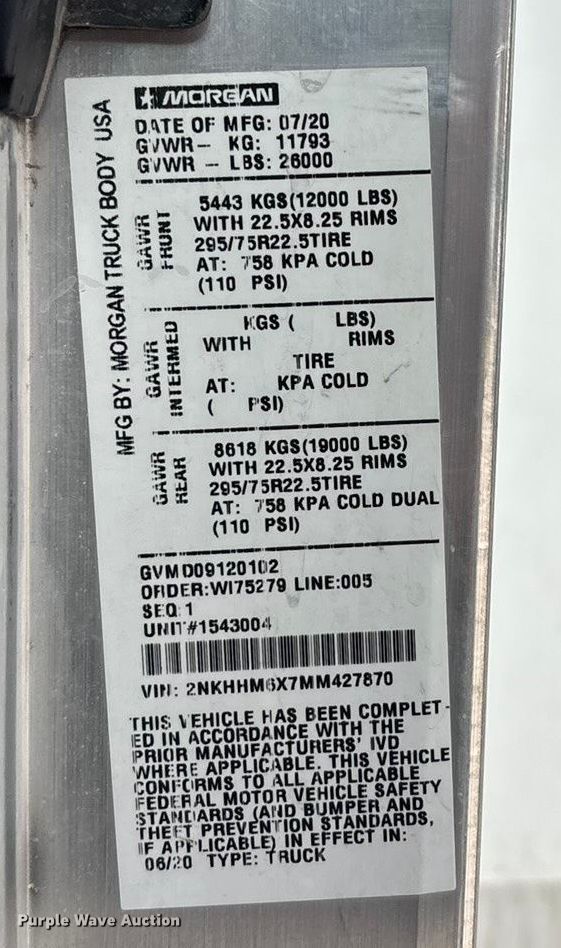 MORGAN
MFG BY: MORGAN TRUCK BODY USA
DATE OF MFG: 07/20
GVWR- KG: 11793
GVWR - LBS: 26000
GAWR FRUNT
5443 KGS(12000 LBS)
WITH 22.5X8.25 RIMS
295/75R22.5TIRE
AT: 758 KPA COLD
(110 PSI)
GAWR INTERMED
KGS ( LBS)
WITH RIMS
TIRE
AT: KPA COLD
( PSI)
GAWR REAR
8618 KGS(19000 LBS)
WITH 22.5X8.25 RIMS
295/75R22.5TIRE
AT: 758 KPA COLD DUAL
(110 PSI)
GVMD09120102
ORDER:WI75279 LINE:005
SEQ:1
UNIT#1543004
VIN: 2NKHHM6X7MM427870
THIS VEHICLE HAS BEEN COMPLET-
ED IN ACCORDANCE WITH THE
PRIOR MANUFACTURERS' IVD
WHERE APPLICABLE. THIS VEHICLE
CONFORMS TO ALL APPLICABLE
FEDERAL MOTOR VEHICLE SAFETY
STANDARDS (AND BUMPER AND
THEFT PREVENTION STANDARDS,
IF APPLICABLE) IN EFFECT IN:
06/20 TYPE: TRUCK
Purple Wave Auction